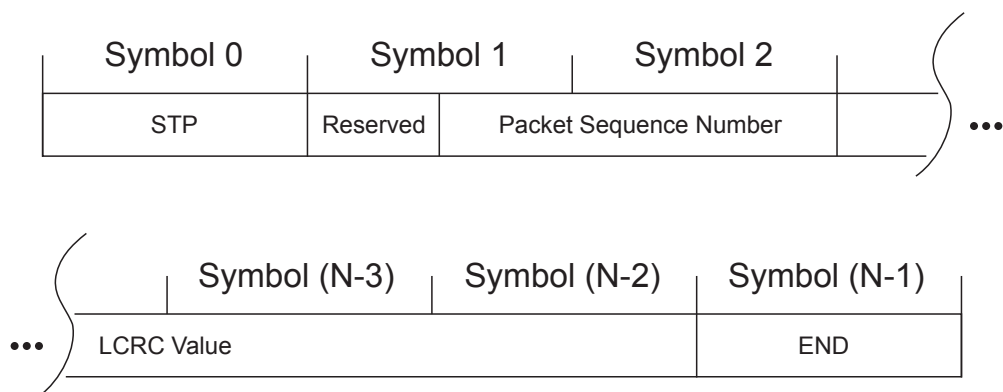 Symbol 0 Symbol 1 Symbol 2
STP Reserved Packet Sequence Number •••
Symbol (N-3) Symbol (N-2) Symbol (N-1)
••• LCRC Value END